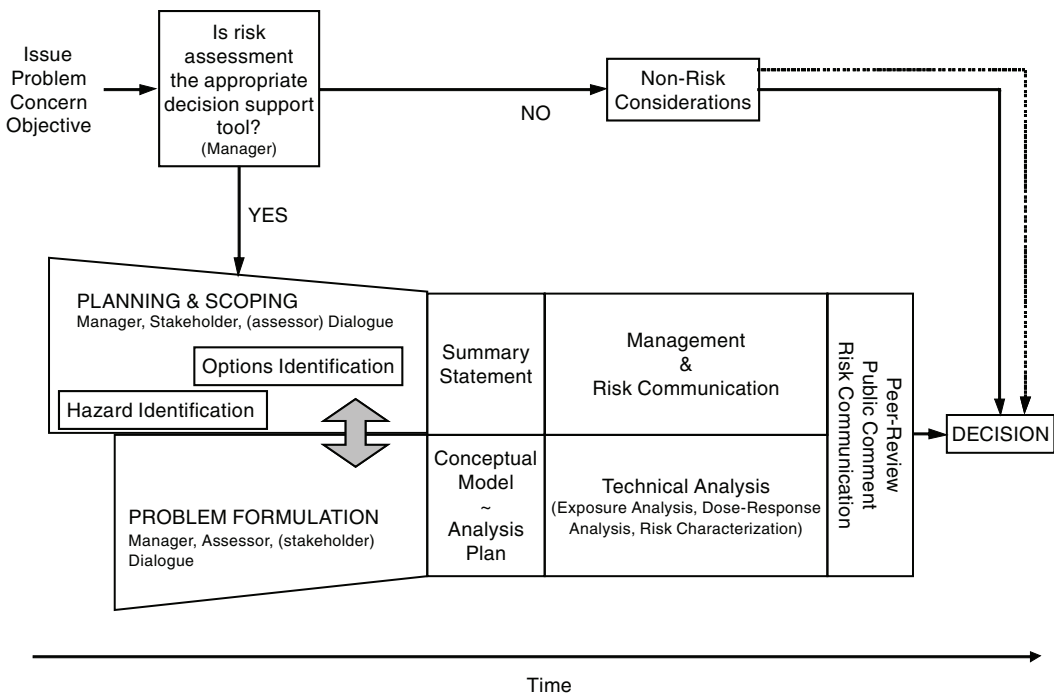 Issue
Problem
Concern
Objective
Is risk
assessment
the appropriate
decision support
tool?
(Manager)
NO
Non-Risk
Considerations
YES
PLANNING & SCOPING
Manager, Stakeholder, (assessor) Dialogue
Options Identification
Hazard Identification
Summary
Statement
Management
&
Risk Communication
PROBLEM FORMULATION
Manager, Assessor, (stakeholder)
Dialogue
Conceptual
Model
~
Analysis
Plan
Technical Analysis
(Exposure Analysis, Dose-Response
Analysis, Risk Characterization)
Peer-Review
Public Comment
Risk Communication
DECISION
Time